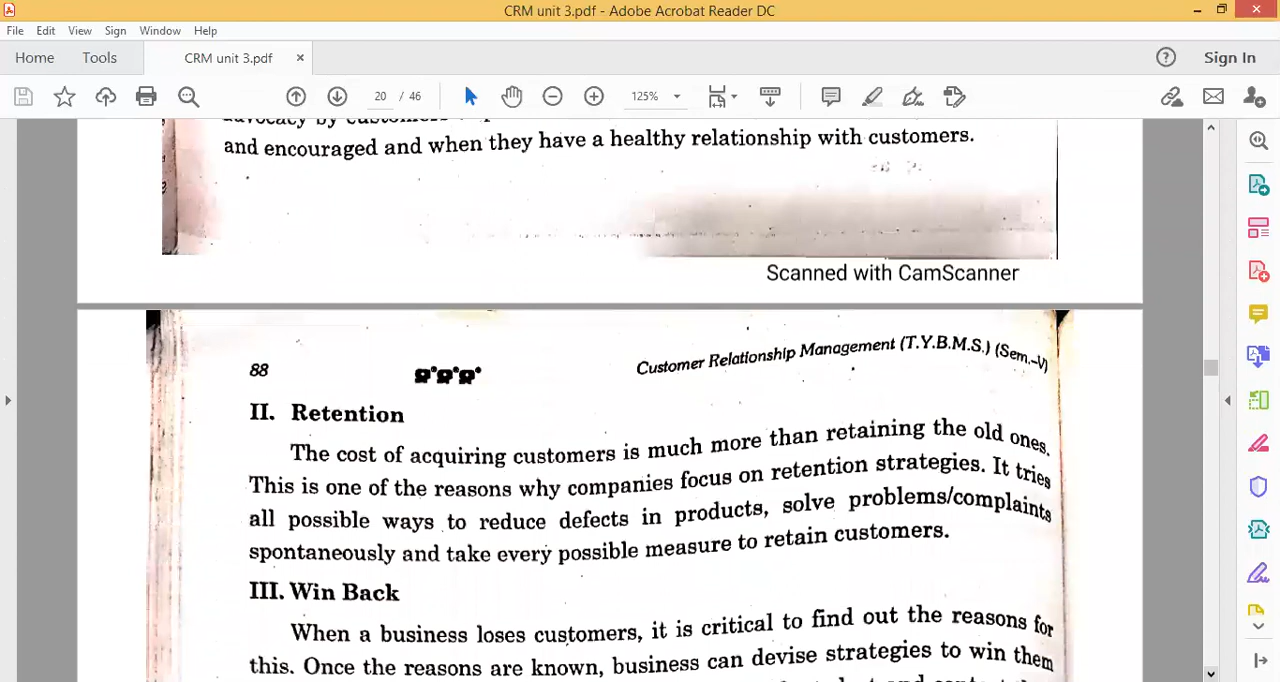 CRM unit 3.pdf - Adobe Acrobat Reader DC
File Edit View Sign Window Help
Home Tools CRM unit 3.pdf ×
Sign In
20 / 46 125%
advocacy by customers
and encouraged and when they have a healthy relationship with customers.
Scanned with CamScanner
88 Customer Relationship Management (T.Y.B.M.S.) (Sem.-V)
II. Retention
The cost of acquiring customers is much more than retaining the old ones.
This is one of the reasons why companies focus on retention strategies. It tries
all possible ways to reduce defects in products, solve problems/complaints
spontaneously and take every possible measure to retain customers.
III. Win Back
When a business loses customers, it is critical to find out the reasons for
this. Once the reasons are known, business can devise strategies to win them